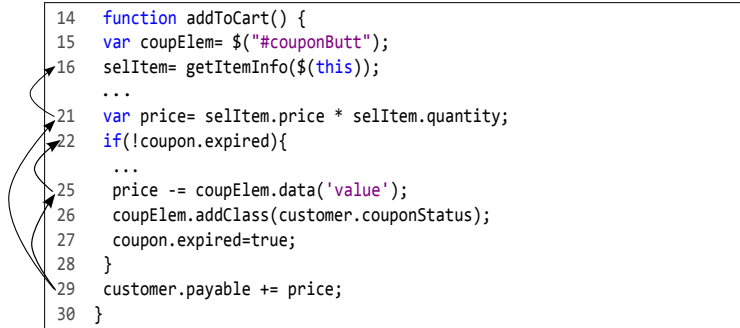 14 function addToCart() {
15 var coupElem= $("#couponButt");
16 selItem= getItemInfo($(this));
...
21 var price= selItem.price * selItem.quantity;
22 if(!coupon.expired){
...
25 price -= coupElem.data('value');
26 coupElem.addClass(customer.couponStatus);
27 coupon.expired=true;
28 }
29 customer.payable += price;
30 }